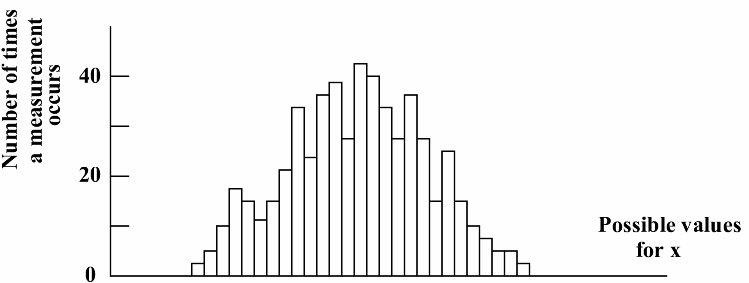 Number of times
a measurement
occurs
40
20
0
Possible values
for x